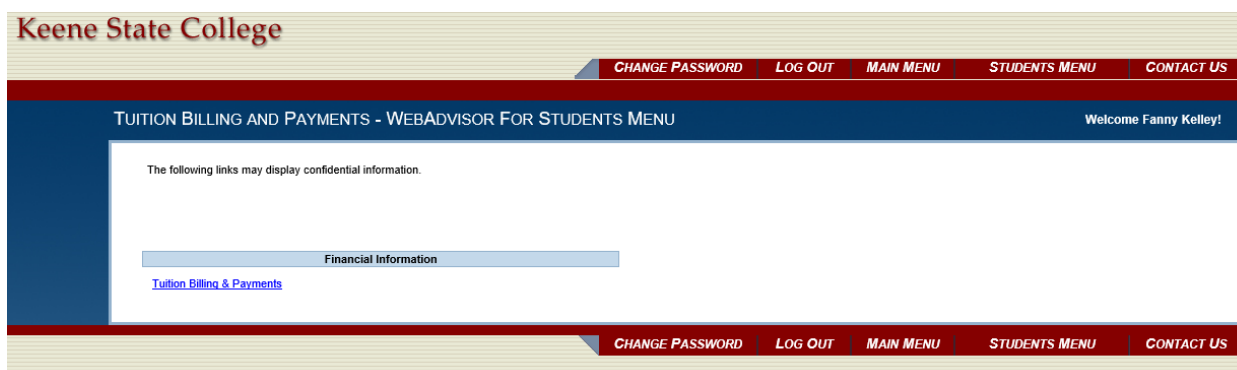 Keene State College
CHANGE PASSWORD LOG OUT MAIN MENU STUDENTS MENU CONTACT US
TUITION BILLING AND PAYMENTS - WEBADVISOR FOR STUDENTS MENU Welcome Fanny Kelley!
The following links may display confidential information.
Financial Information
Tuition Billing & Payments
CHANGE PASSWORD LOG OUT MAIN MENU STUDENTS MENU CONTACT US